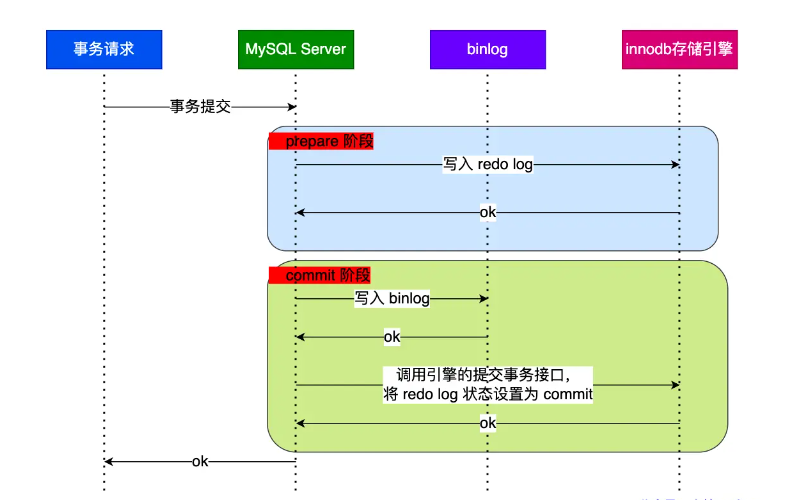 事务请求
MySQL Server
binlog
innodb存储引擎
事务提交
prepare 阶段
写入 redo log
ok
commit 阶段
写入 binlog
ok
调用引擎的提交事务接口，
将 redo log 状态设置为 commit
ok
ok